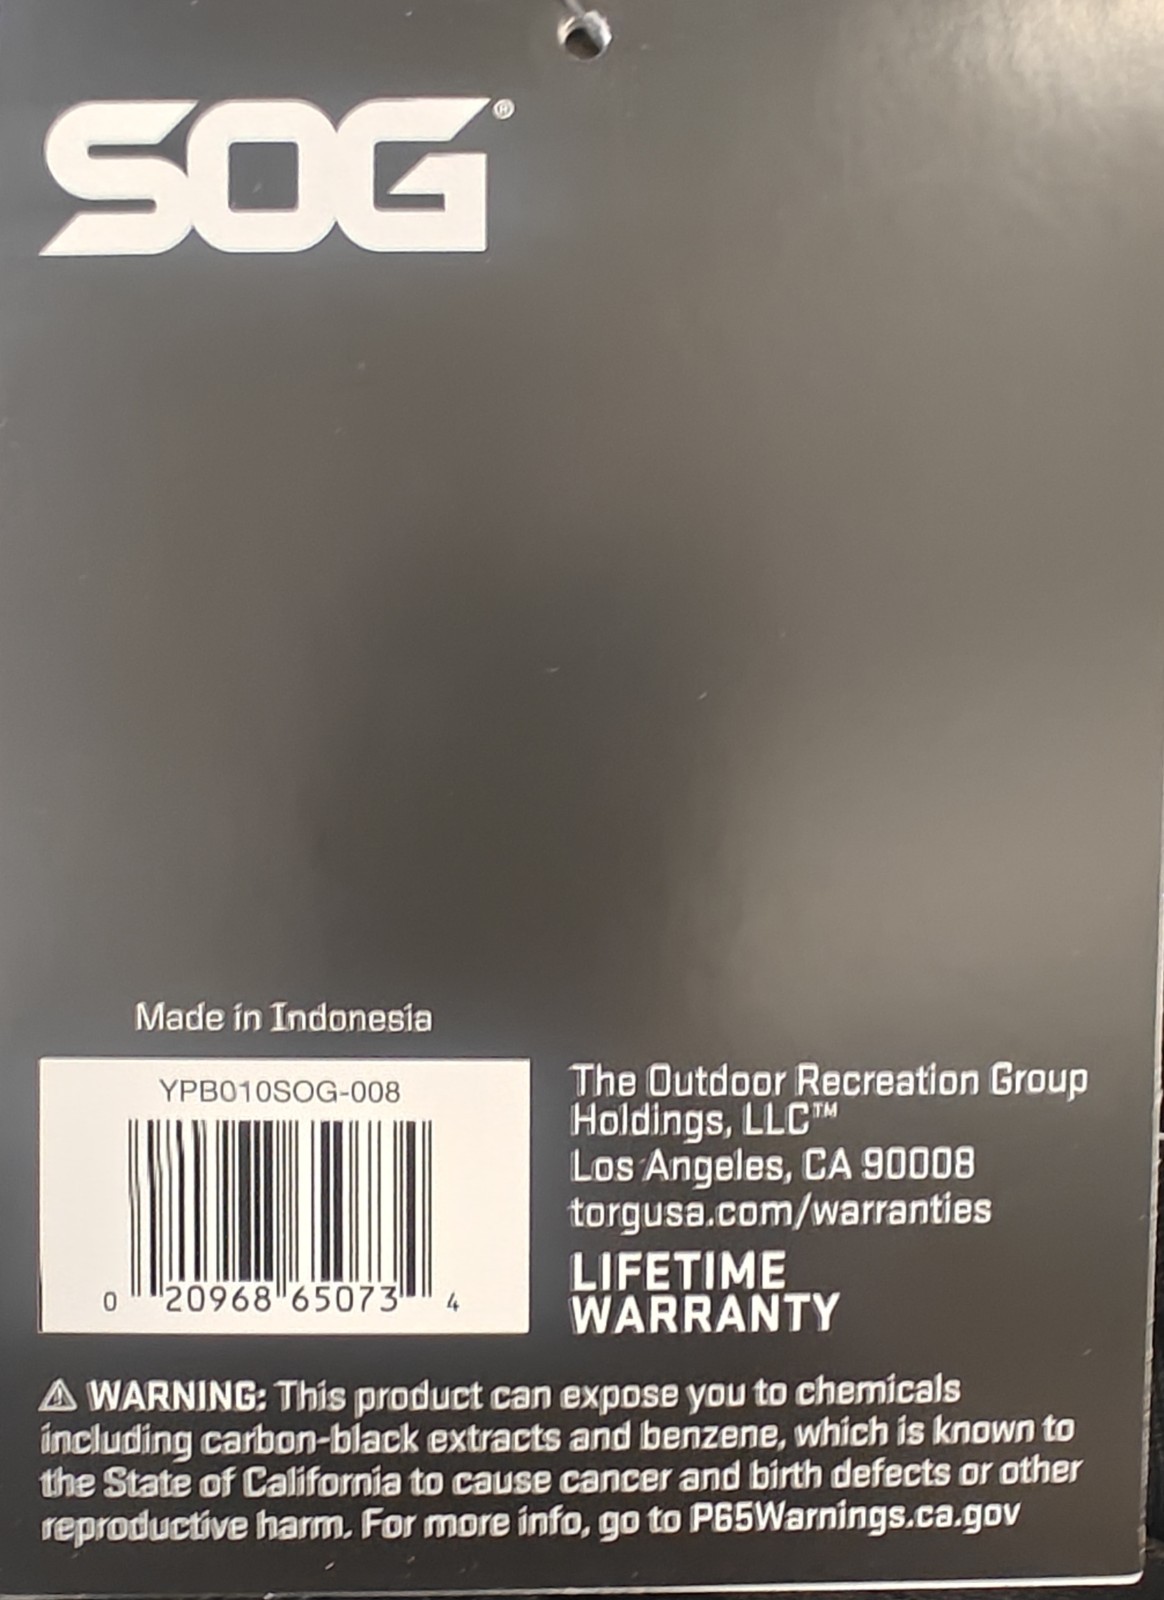 SOG®
Made in Indonesia
YPB010SOG-008
0 20968 65073 4
The Outdoor Recreation Group
Holdings, LLC™
Los Angeles, CA 90008
torgusa.com/warranties
LIFETIME
WARRANTY
⚠ WARNING: This product can expose you to chemicals
including carbon-black extracts and benzene, which is known to
the State of California to cause cancer and birth defects or other
reproductive harm. For more info, go to P65Warnings.ca.gov